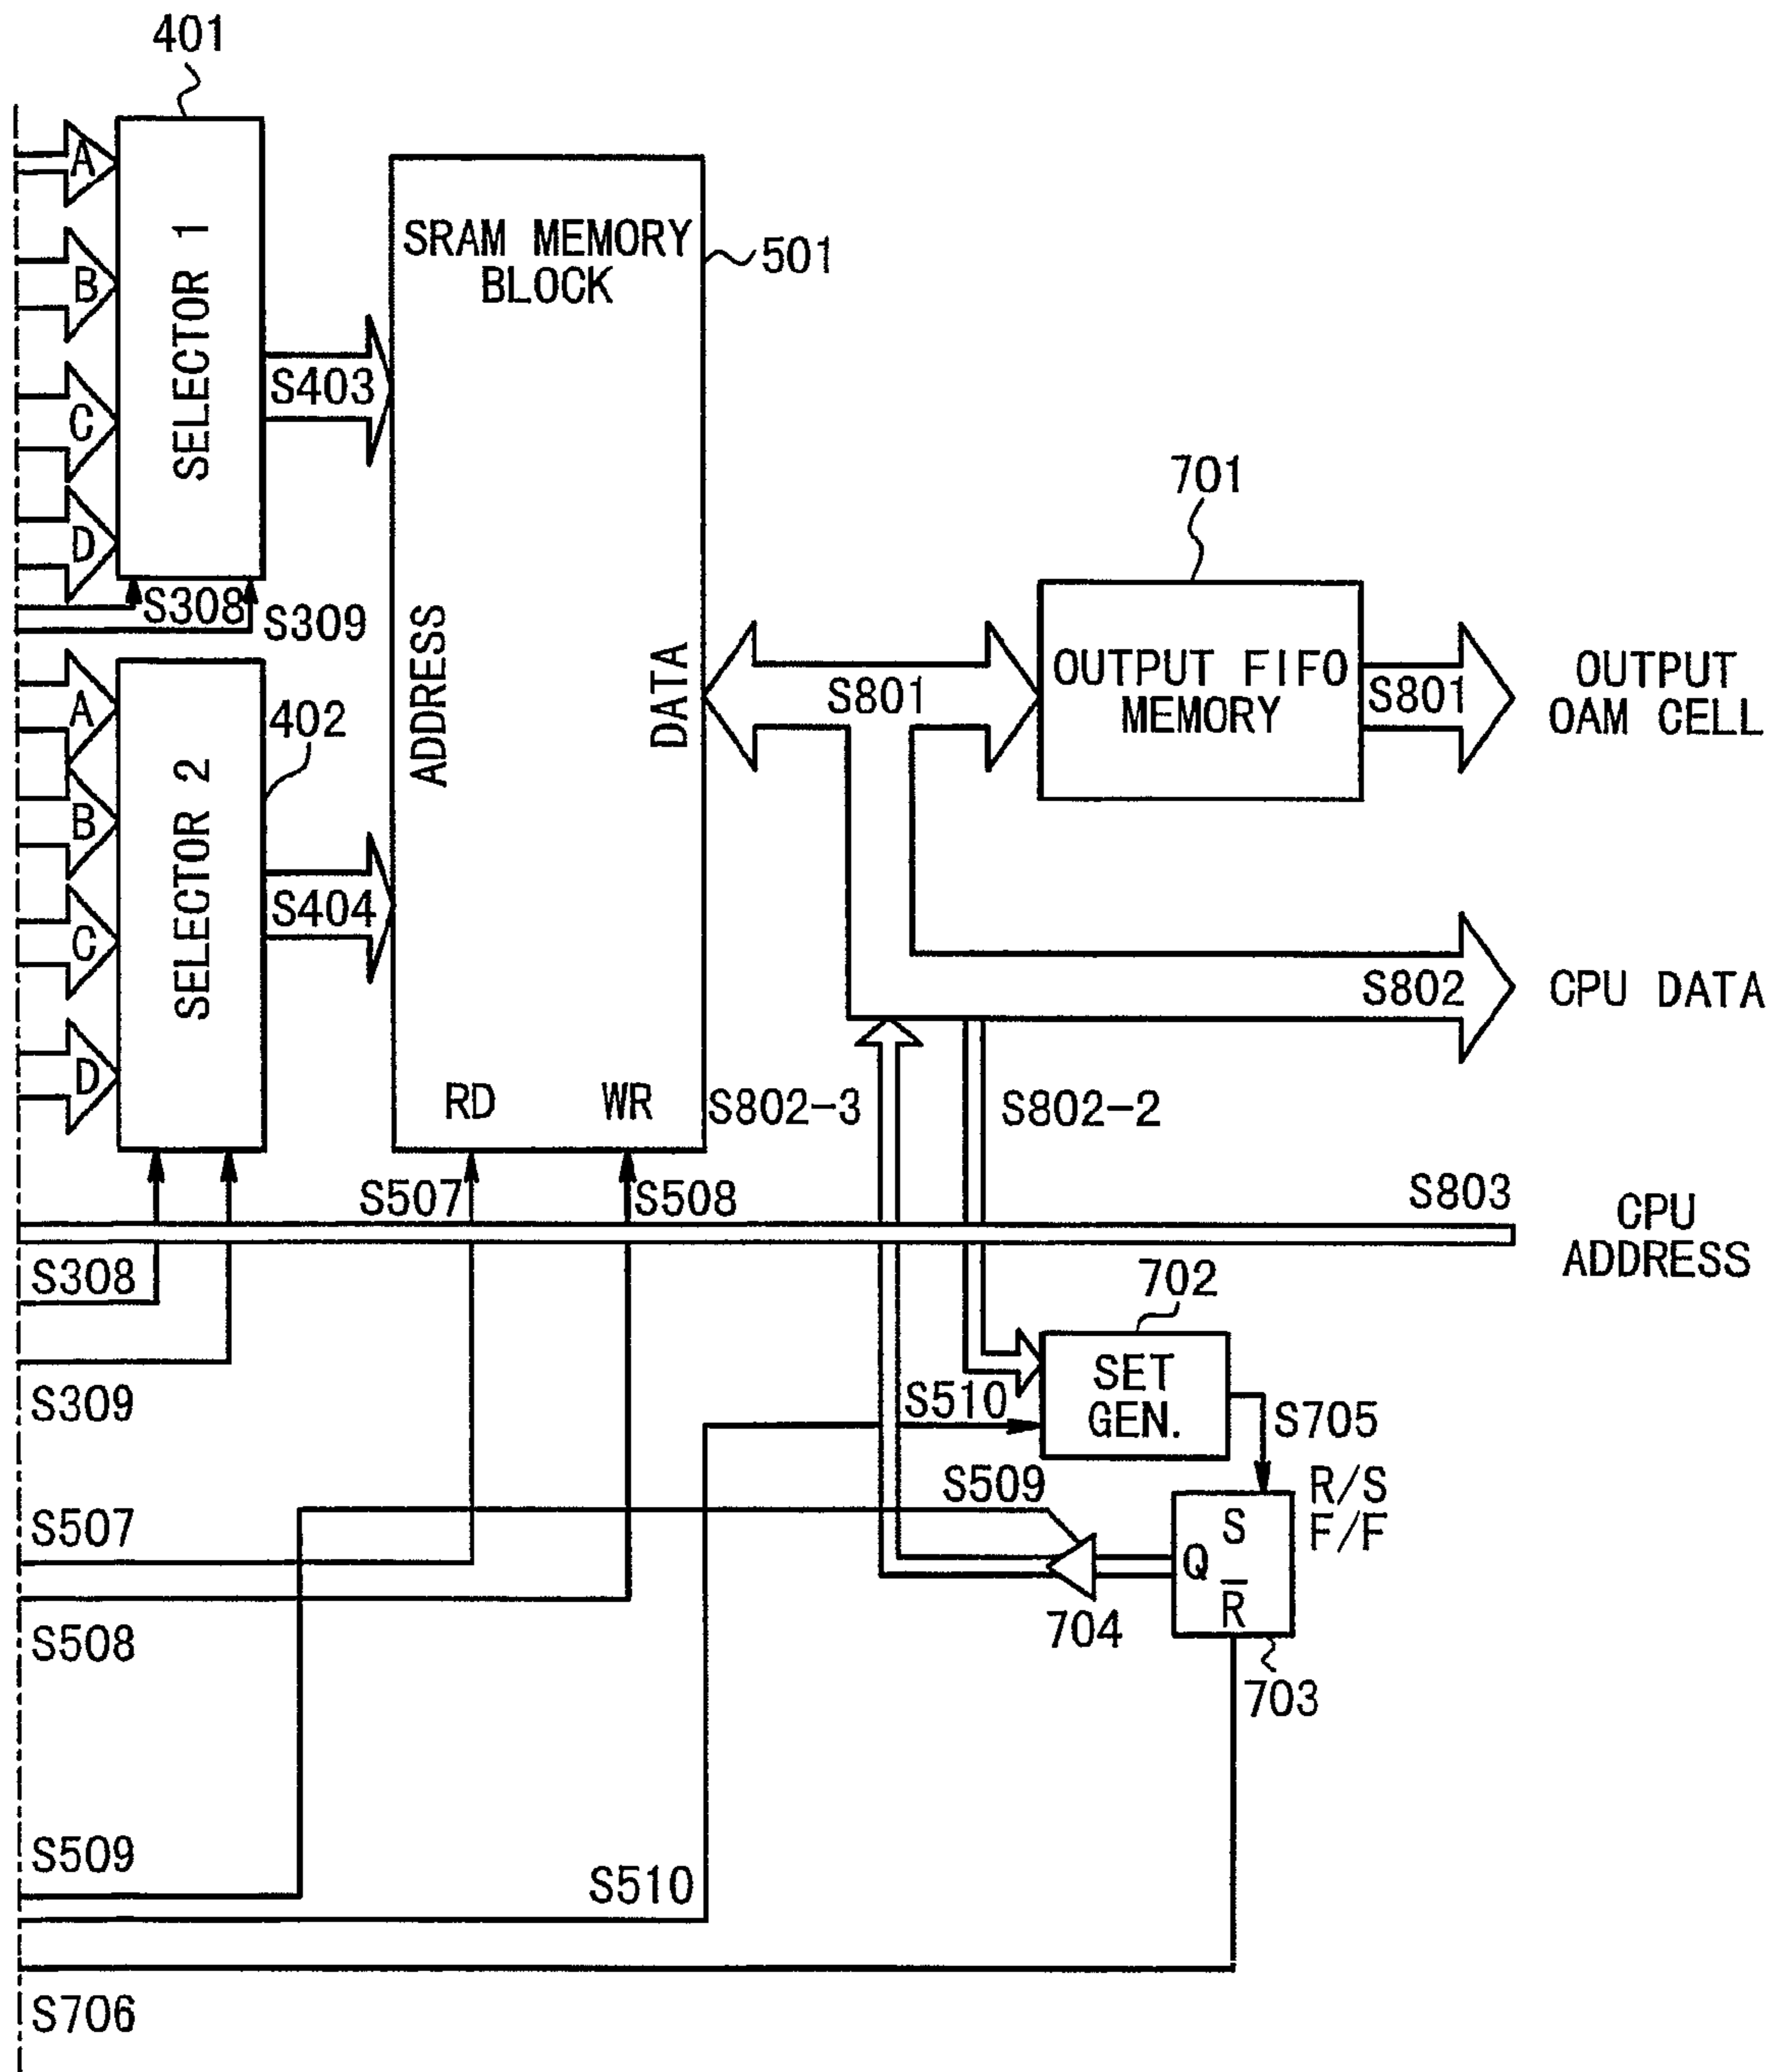 401
A
B
C
D
SELECTOR 1
S308
S309
S403
SRAM MEMORY
BLOCK
501
ADDRESS
DATA
RD
WR
A
B
C
D
SELECTOR 2
402
S404
701
OUTPUT FIFO
MEMORY
S801
S801
OUTPUT
OAM CELL
S802
CPU DATA
S802-3
S802-2
S507
S508
S803
CPU
ADDRESS
S308
S309
702
SET
GEN.
S510
S705
S509
R/S
F/F
S
Q
R̅
704
703
S507
S508
S509
S510
S706